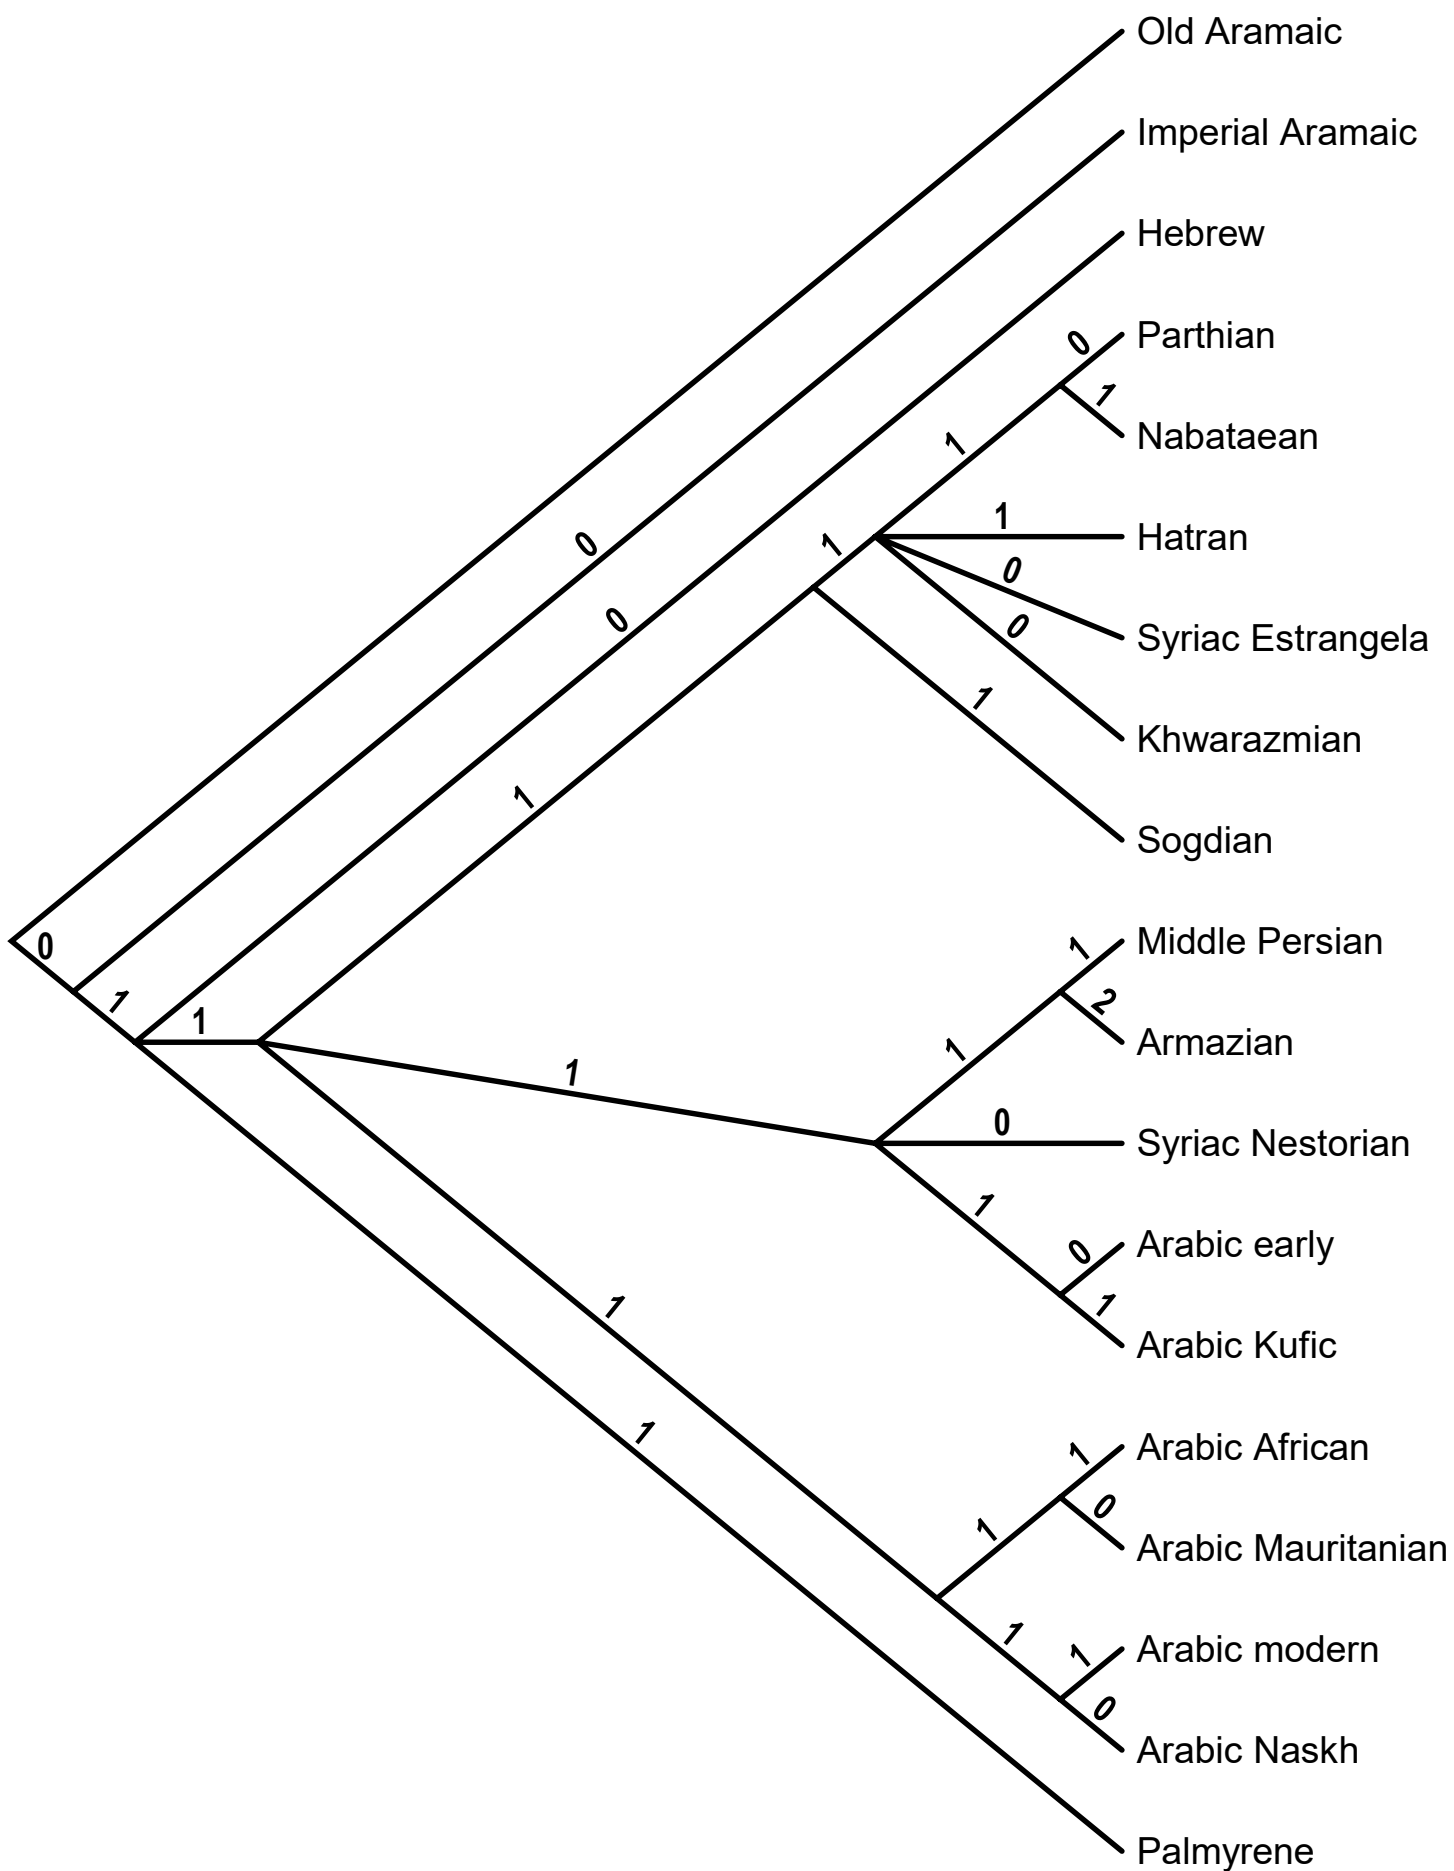 Old Aramaic
Imperial Aramaic
Hebrew
0 Parthian
1
Nabataean
1
1 Hatran
0
1
0
0
Syriac Estrangela
0
0
Khwarazmian
1
1
Sogdian
0
1 Middle Persian
1
2
1
Armazian
1
1
0
Syriac Nestorian
1
0 Arabic early
1
1
Arabic Kufic
1
1 Arabic African
0
1
Arabic Mauritanian
1
1 Arabic modern
0
Arabic Naskh
Palmyrene